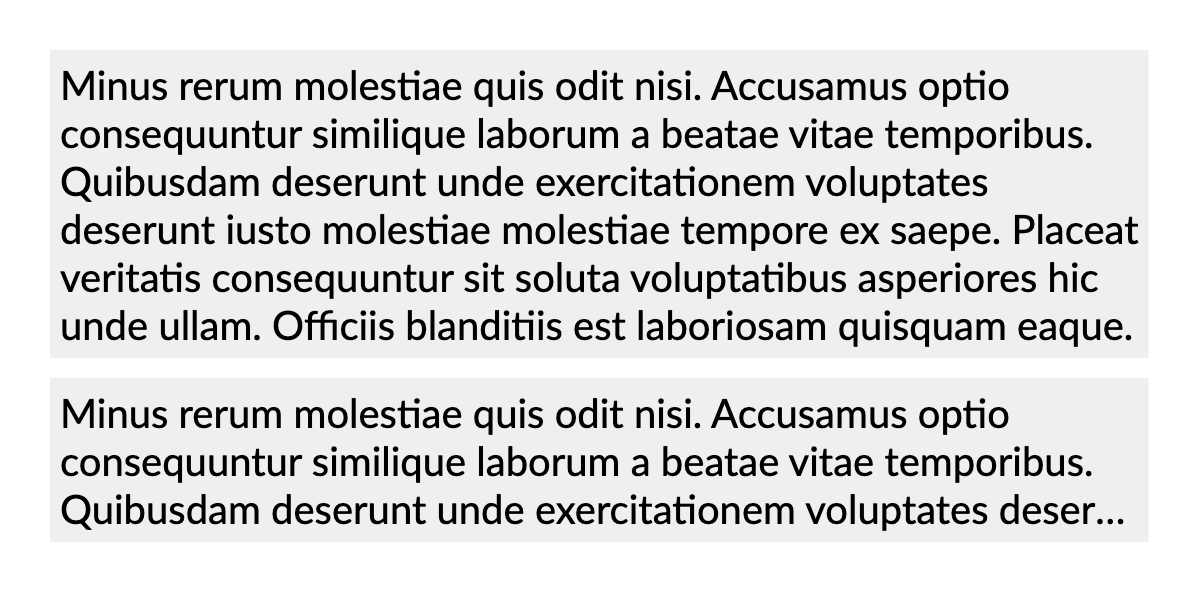 Minus rerum molestiae quis odit nisi. Accusamus optio
consequuntur similique laborum a beatae vitae temporibus.
Quibusdam deserunt unde exercitationem voluptates
deserunt iusto molestiae molestiae tempore ex saepe. Placeat
veritatis consequuntur sit soluta voluptatibus asperiores hic
unde ullam. Officiis blanditiis est laboriosam quisquam eaque.
Minus rerum molestiae quis odit nisi. Accusamus optio
consequuntur similique laborum a beatae vitae temporibus.
Quibusdam deserunt unde exercitationem voluptates deser...